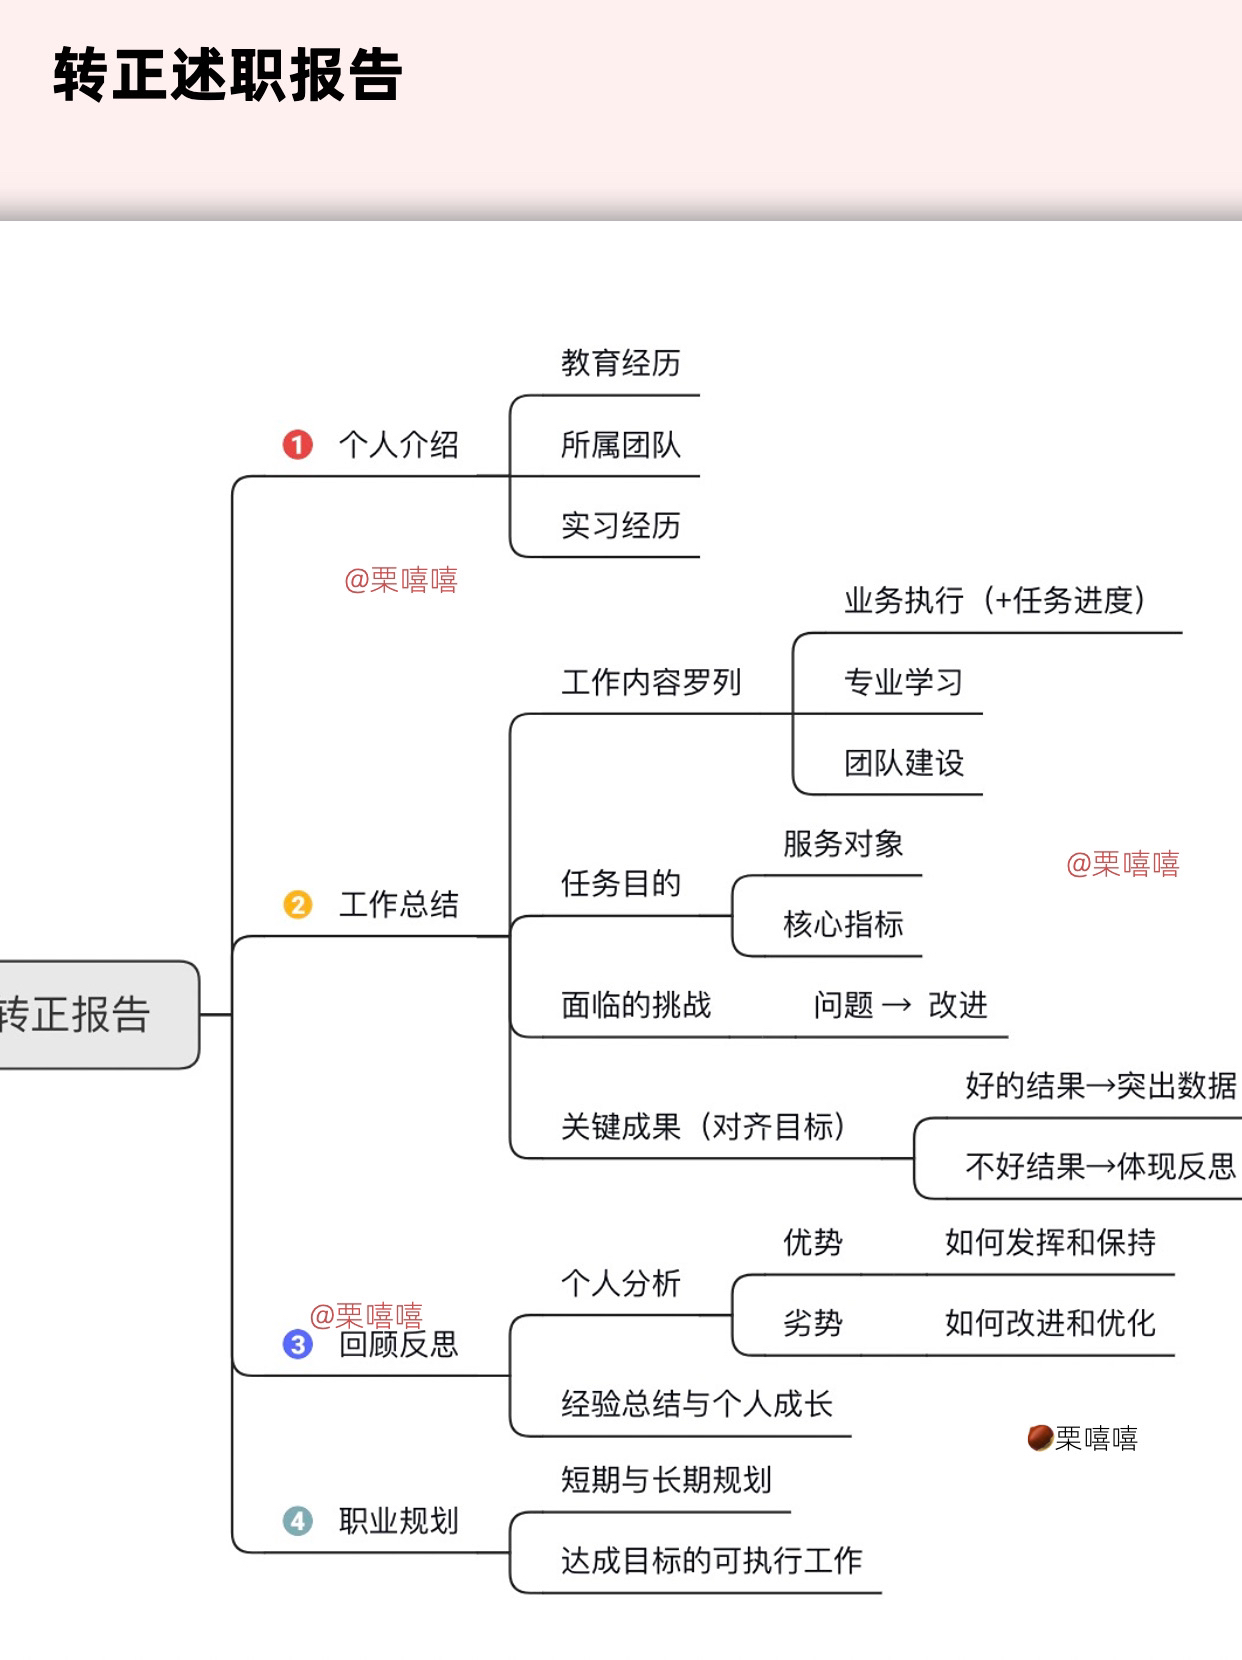 转正述职报告
教育经历
1 个人介绍
所属团队
实习经历
@栗嘻嘻
业务执行（+任务进度）
工作内容罗列
专业学习
团队建设
服务对象
@栗嘻嘻
任务目的
2 工作总结
核心指标
转正报告
面临的挑战
问题 → 改进
好的结果→突出数据
关键成果（对齐目标）
不好结果→体现反思
优势
如何发挥和保持
个人分析
@栗嘻嘻
劣势
如何改进和优化
3 回顾反思
经验总结与个人成长
栗嘻嘻
短期与长期规划
4 职业规划
达成目标的可执行工作